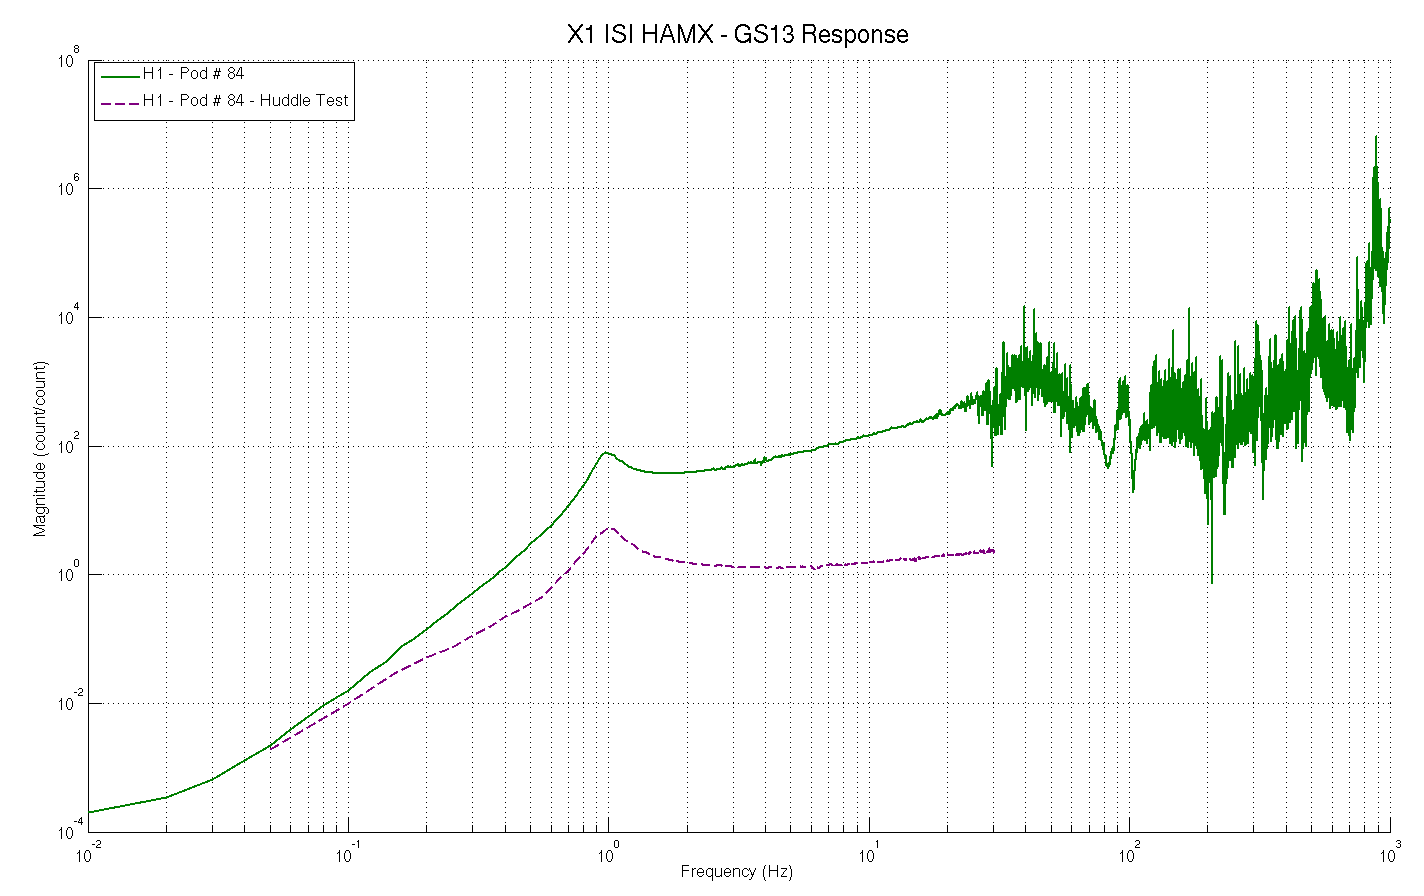 X1 ISI HAMX - GS13 Response
H1 - Pod # 84
H1 - Pod # 84 - Huddle Test
Magnitude (count/count)
10^8
10^6
10^4
10^2
10^0
10^-2
10^-4
10^-2 10^-1 10^0 10^1 10^2 10^3
Frequency (Hz)